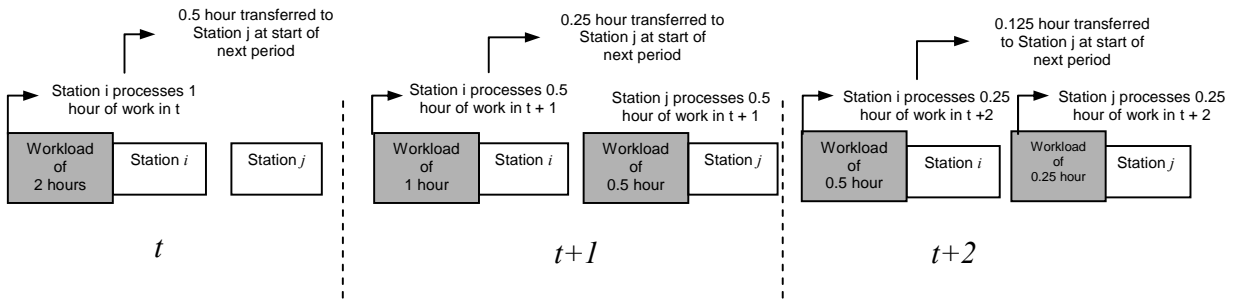 0.5 hour transferred to
Station j at start of
next period
Station i processes 1
hour of work in t
Workload
of
2 hours
Station i
Station j
t
0.25 hour transferred to
Station j at start of
next period
Station i processes 0.5
hour of work in t + 1
Station j processes 0.5
hour of work in t + 1
Workload
of
1 hour
Station i
Workload
of
0.5 hour
Station j
t+1
0.125 hour transferred
to Station j at start of
next period
Station i processes 0.25
hour of work in t +2
Station j processes 0.25
hour of work in t + 2
Workload
of
0.5 hour
Station i
Workload
of
0.25 hour
Station j
t+2